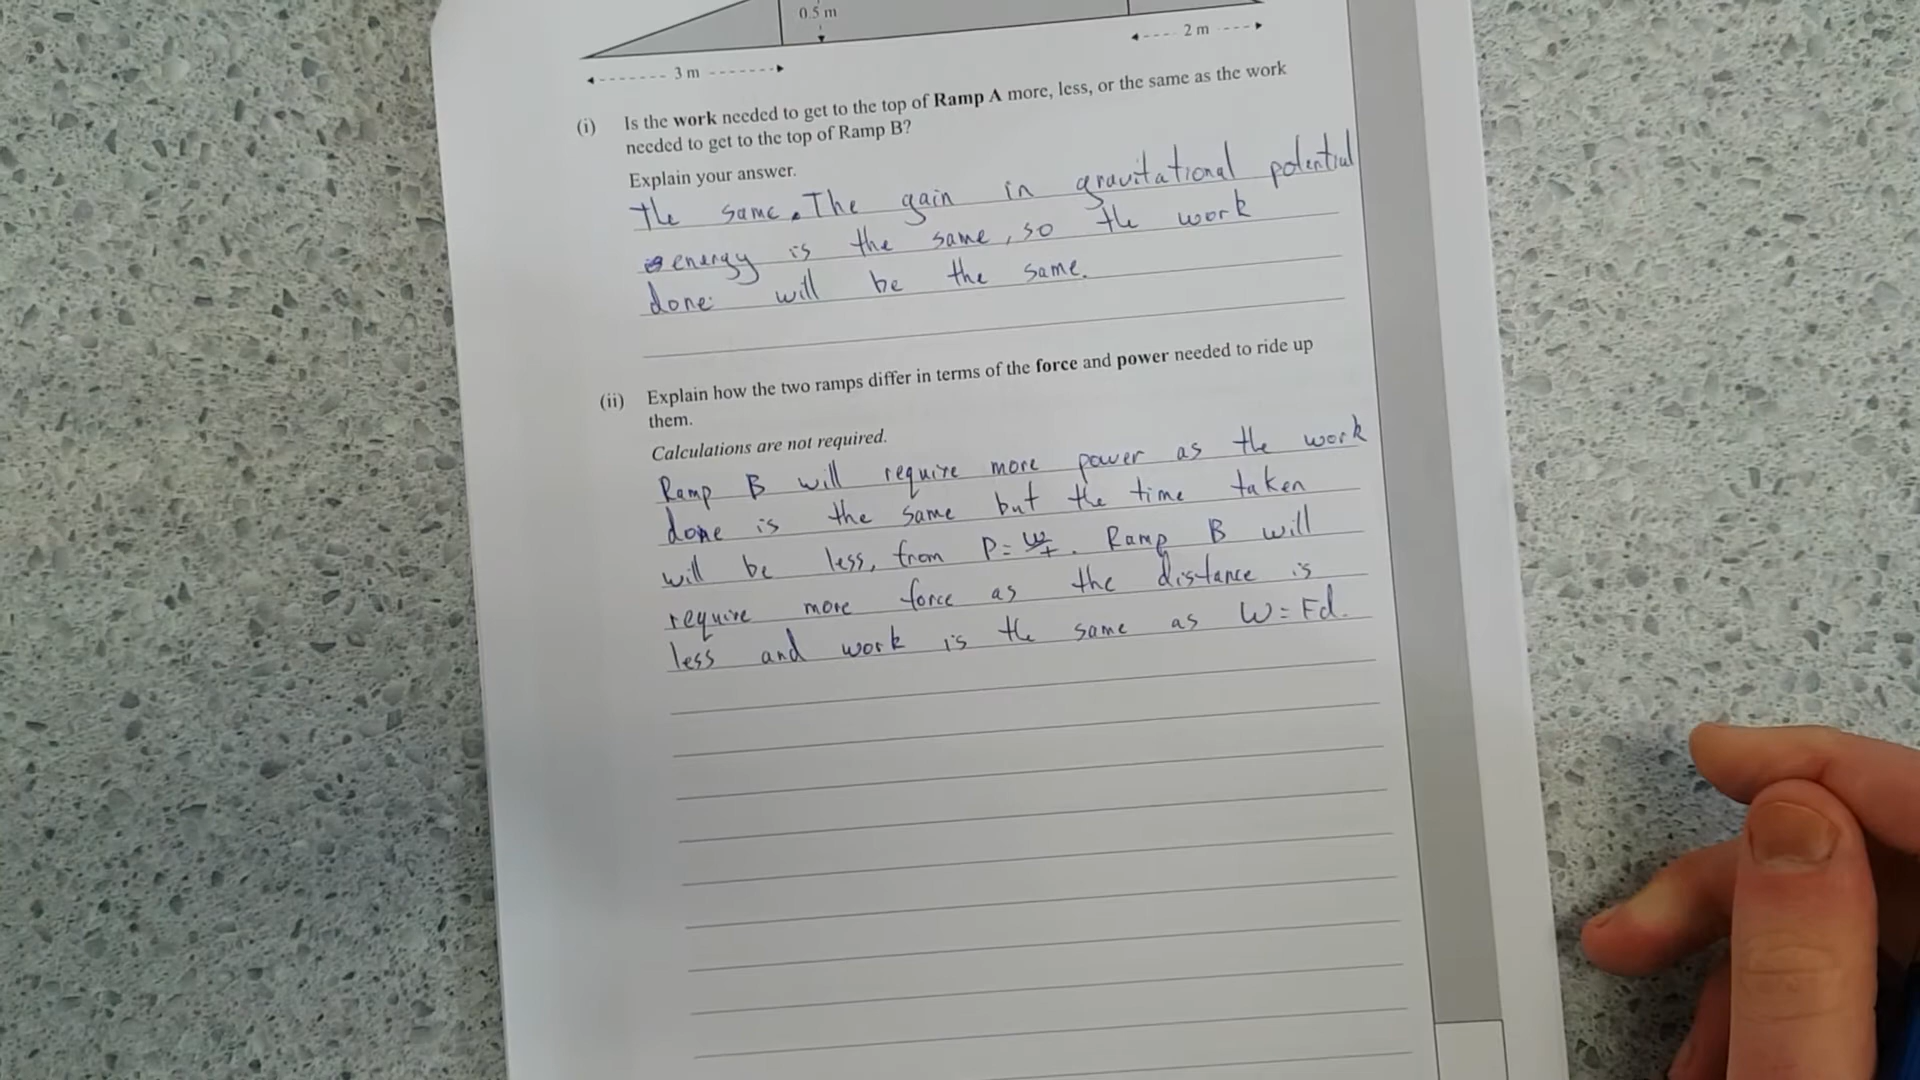 0.5 m
2 m
3 m
(i) Is the work needed to get to the top of Ramp A more, less, or the same as the work
needed to get to the top of Ramp B?
Explain your answer.
the same. The gain in gravitational potential
energy is the same, so the work
done will be the same.
(ii) Explain how the two ramps differ in terms of the force and power needed to ride up
them.
Calculations are not required.
Ramp B will require more power as the work
done is the same but the time taken
will be less, from P = W/t. Ramp B will
require more force as the distance is
less and work is the same as W = Fd.